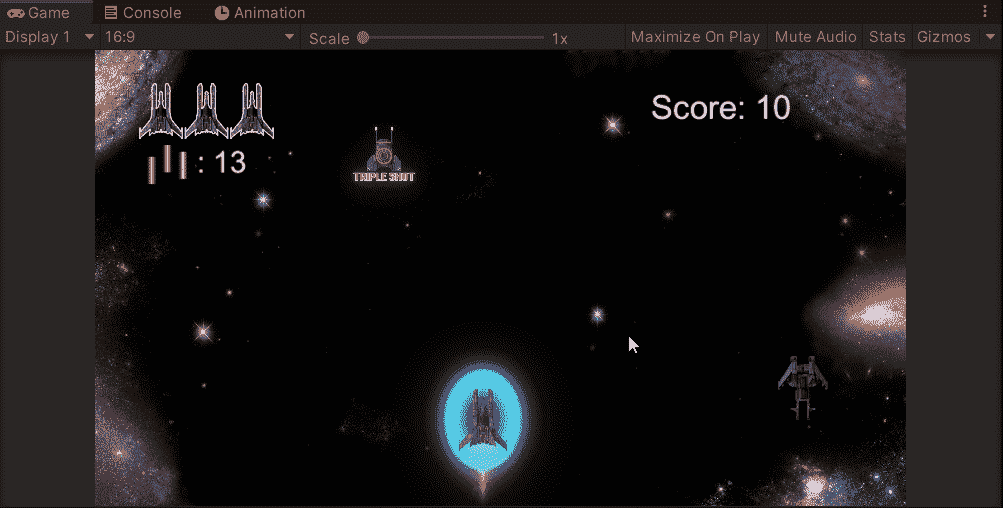 Game Console Animation
Display 1 16:9 Scale 1x Maximize On Play Mute Audio Stats Gizmos
Score: 10
: 13
TRIPLE SHOT